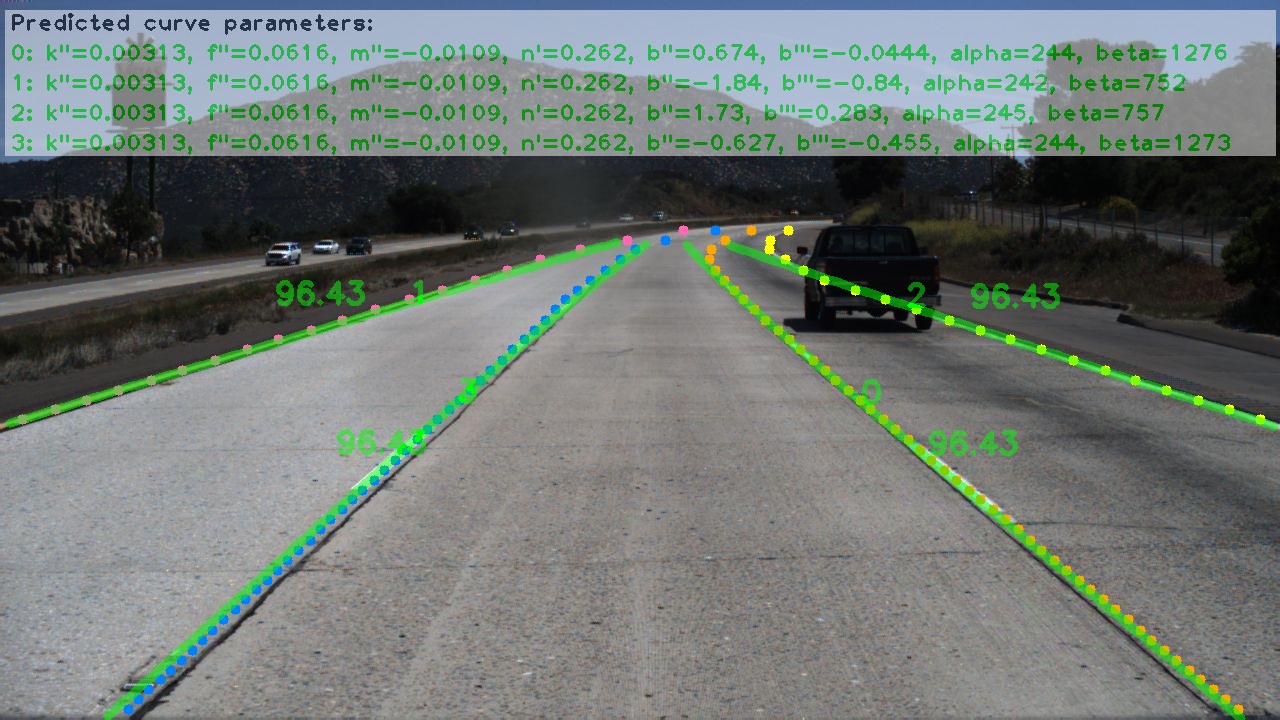 Predicted curve parameters:
0: k''=0.00313, f''=0.0616, m''=−0.0109, n'=0.262, b''=0.674, b'''=−0.0444, alpha=244, beta=1276
1: k''=0.00313, f''=0.0616, m''=−0.0109, n'=0.262, b''=−1.84, b'''=−0.84, alpha=242, beta=752
2: k''=0.00313, f''=0.0616, m''=−0.0109, n'=0.262, b''=1.73, b'''=0.283, alpha=245, beta=757
3: k''=0.00313, f''=0.0616, m''=−0.0109, n'=0.262, b''=−0.627, b'''=−0.455, alpha=244, beta=1273
96.43 1 2 96.43
3 0
96.43 96.43